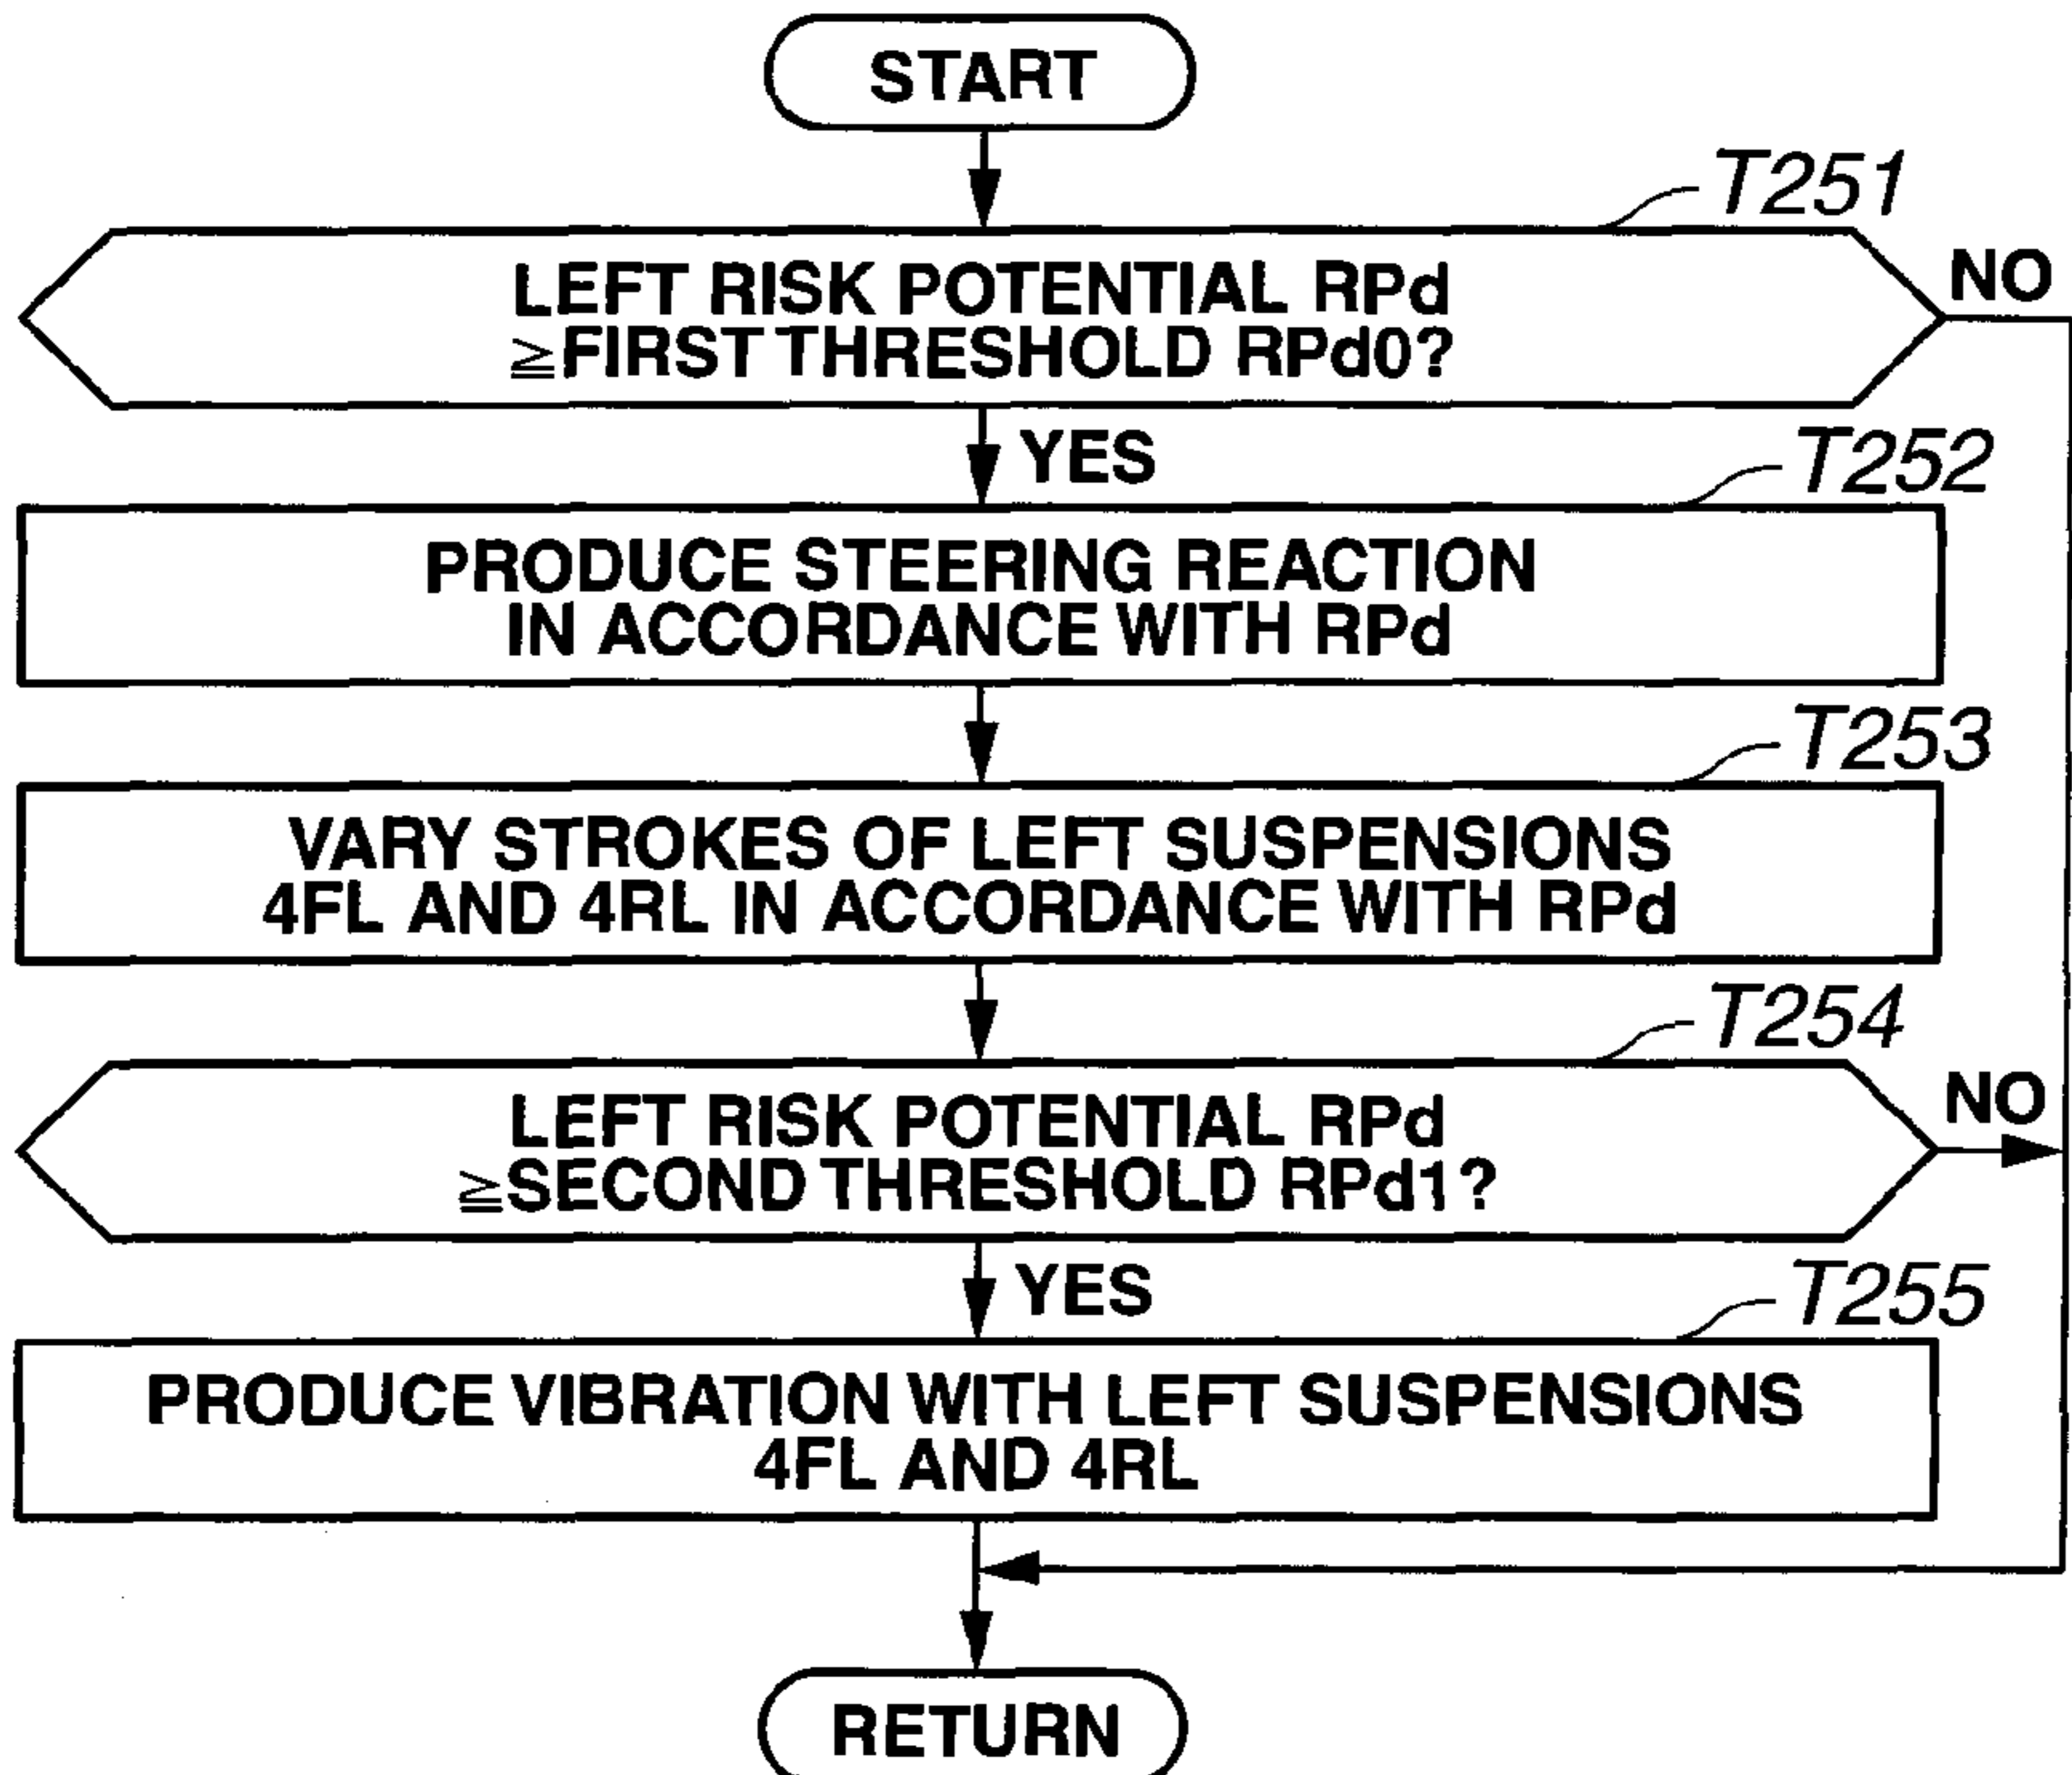 START
T251
LEFT RISK POTENTIAL RPd
≧FIRST THRESHOLD RPd0?
NO
YES
T252
PRODUCE STEERING REACTION
IN ACCORDANCE WITH RPd
T253
VARY STROKES OF LEFT SUSPENSIONS
4FL AND 4RL IN ACCORDANCE WITH RPd
T254
LEFT RISK POTENTIAL RPd
≧SECOND THRESHOLD RPd1?
NO
YES
T255
PRODUCE VIBRATION WITH LEFT SUSPENSIONS
4FL AND 4RL
RETURN